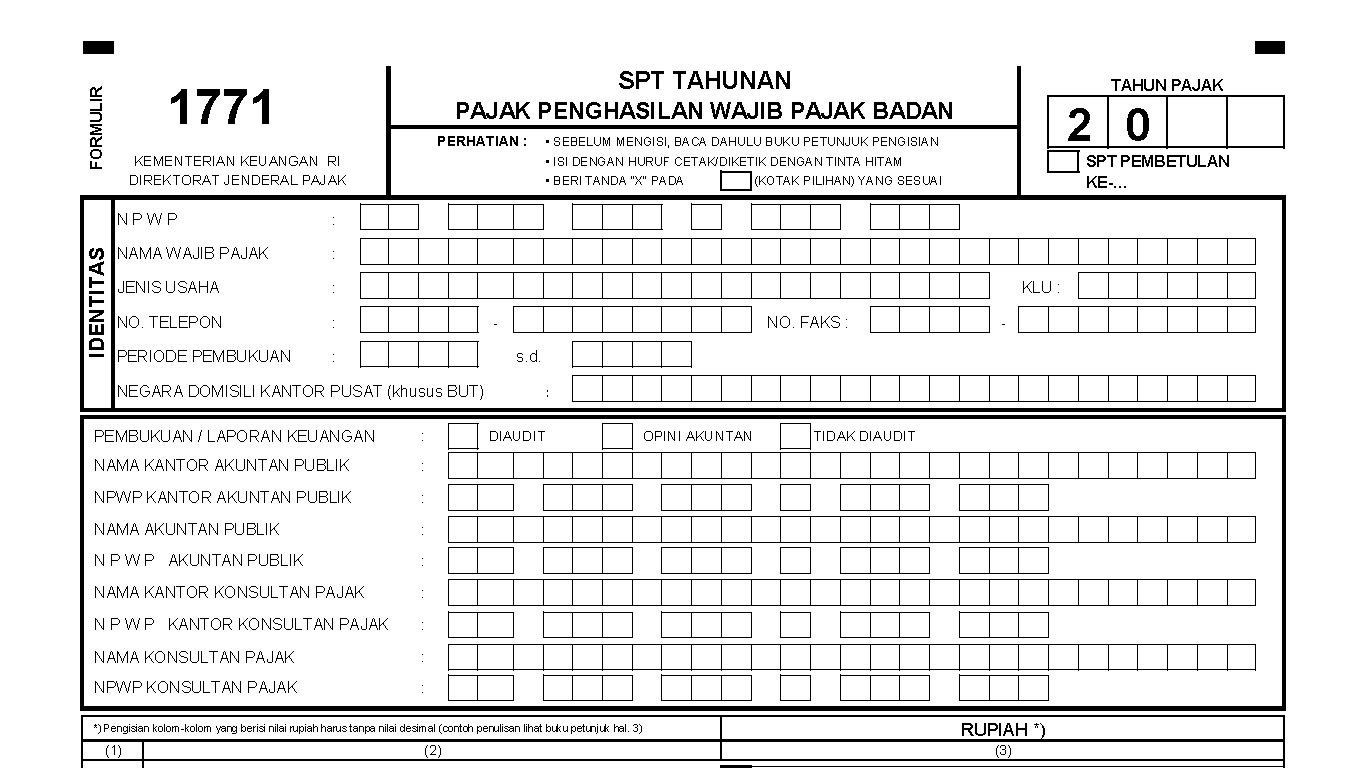 FORMULIR
1771
KEMENTERIAN KEUANGAN RI
DIREKTORAT JENDERAL PAJAK
SPT TAHUNAN
PAJAK PENGHASILAN WAJIB PAJAK BADAN
PERHATIAN : • SEBELUM MENGISI, BACA DAHULU BUKU PETUNJUK PENGISIAN
• ISI DENGAN HURUF CETAK/DIKETIK DENGAN TINTA HITAM
• BERI TANDA "X" PADA (KOTAK PILIHAN) YANG SESUAI
TAHUN PAJAK
2 0
SPT PEMBETULAN
KE-...
IDENTITAS
N P W P :
NAMA WAJIB PAJAK :
JENIS USAHA : KLU :
NO. TELEPON : - NO. FAKS : -
PERIODE PEMBUKUAN : s.d.
NEGARA DOMISILI KANTOR PUSAT (khusus BUT) :
PEMBUKUAN / LAPORAN KEUANGAN : DIAUDIT OPINI AKUNTAN TIDAK DIAUDIT
NAMA KANTOR AKUNTAN PUBLIK :
NPWP KANTOR AKUNTAN PUBLIK :
NAMA AKUNTAN PUBLIK :
N P W P AKUNTAN PUBLIK :
NAMA KANTOR KONSULTAN PAJAK :
N P W P KANTOR KONSULTAN PAJAK :
NAMA KONSULTAN PAJAK :
NPWP KONSULTAN PAJAK :
*) Pengisian kolom-kolom yang berisi nilai rupiah harus tanpa nilai desimal (contoh penulisan lihat buku petunjuk hal. 3) RUPIAH *)
(1) (2) (3)